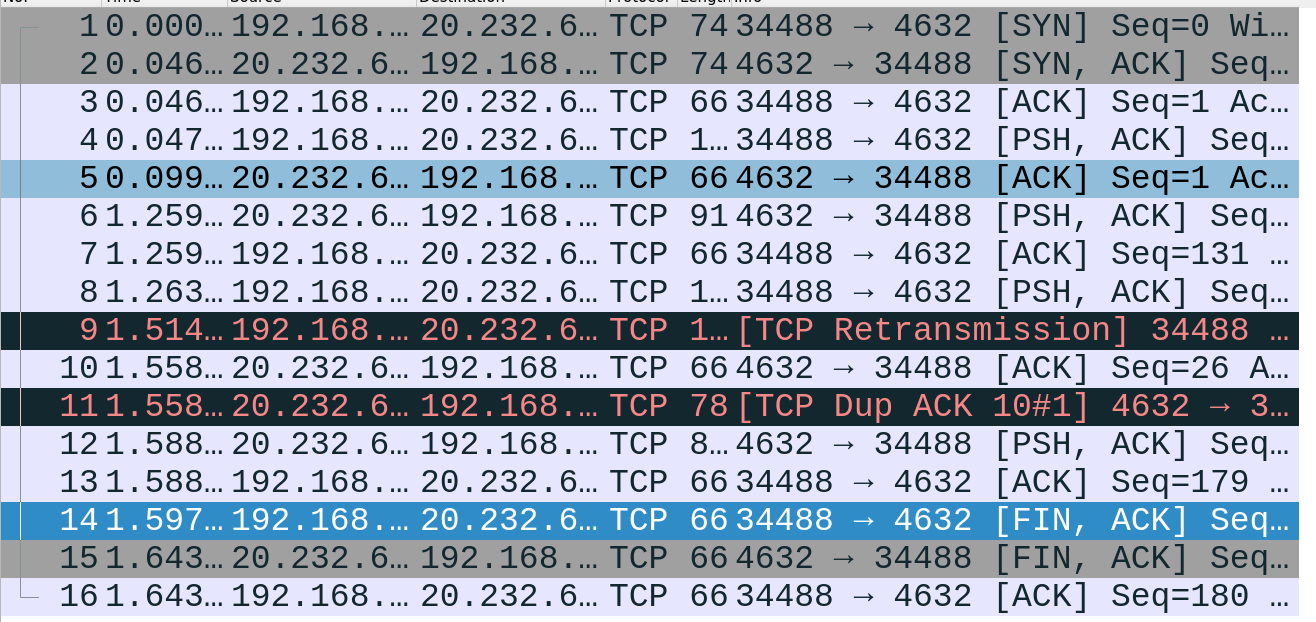 No. Time Source Destination Protocol Length Info
1 0.000… 192.168.… 20.232.6… TCP 74 34488 → 4632 [SYN] Seq=0 Wi…
2 0.046… 20.232.6… 192.168.… TCP 74 4632 → 34488 [SYN, ACK] Seq…
3 0.046… 192.168.… 20.232.6… TCP 66 34488 → 4632 [ACK] Seq=1 Ac…
4 0.047… 192.168.… 20.232.6… TCP 1… 34488 → 4632 [PSH, ACK] Seq…
5 0.099… 20.232.6… 192.168.… TCP 66 4632 → 34488 [ACK] Seq=1 Ac…
6 1.259… 20.232.6… 192.168.… TCP 91 4632 → 34488 [PSH, ACK] Seq…
7 1.259… 192.168.… 20.232.6… TCP 66 34488 → 4632 [ACK] Seq=131 …
8 1.263… 192.168.… 20.232.6… TCP 1… 34488 → 4632 [PSH, ACK] Seq…
9 1.514… 192.168.… 20.232.6… TCP 1… [TCP Retransmission] 34488 …
10 1.558… 20.232.6… 192.168.… TCP 66 4632 → 34488 [ACK] Seq=26 A…
11 1.558… 20.232.6… 192.168.… TCP 78 [TCP Dup ACK 10#1] 4632 → 3…
12 1.588… 20.232.6… 192.168.… TCP 8… 4632 → 34488 [PSH, ACK] Seq…
13 1.588… 192.168.… 20.232.6… TCP 66 34488 → 4632 [ACK] Seq=179 …
14 1.597… 192.168.… 20.232.6… TCP 66 34488 → 4632 [FIN, ACK] Seq…
15 1.643… 20.232.6… 192.168.… TCP 66 4632 → 34488 [FIN, ACK] Seq…
16 1.643… 192.168.… 20.232.6… TCP 66 34488 → 4632 [ACK] Seq=180 …